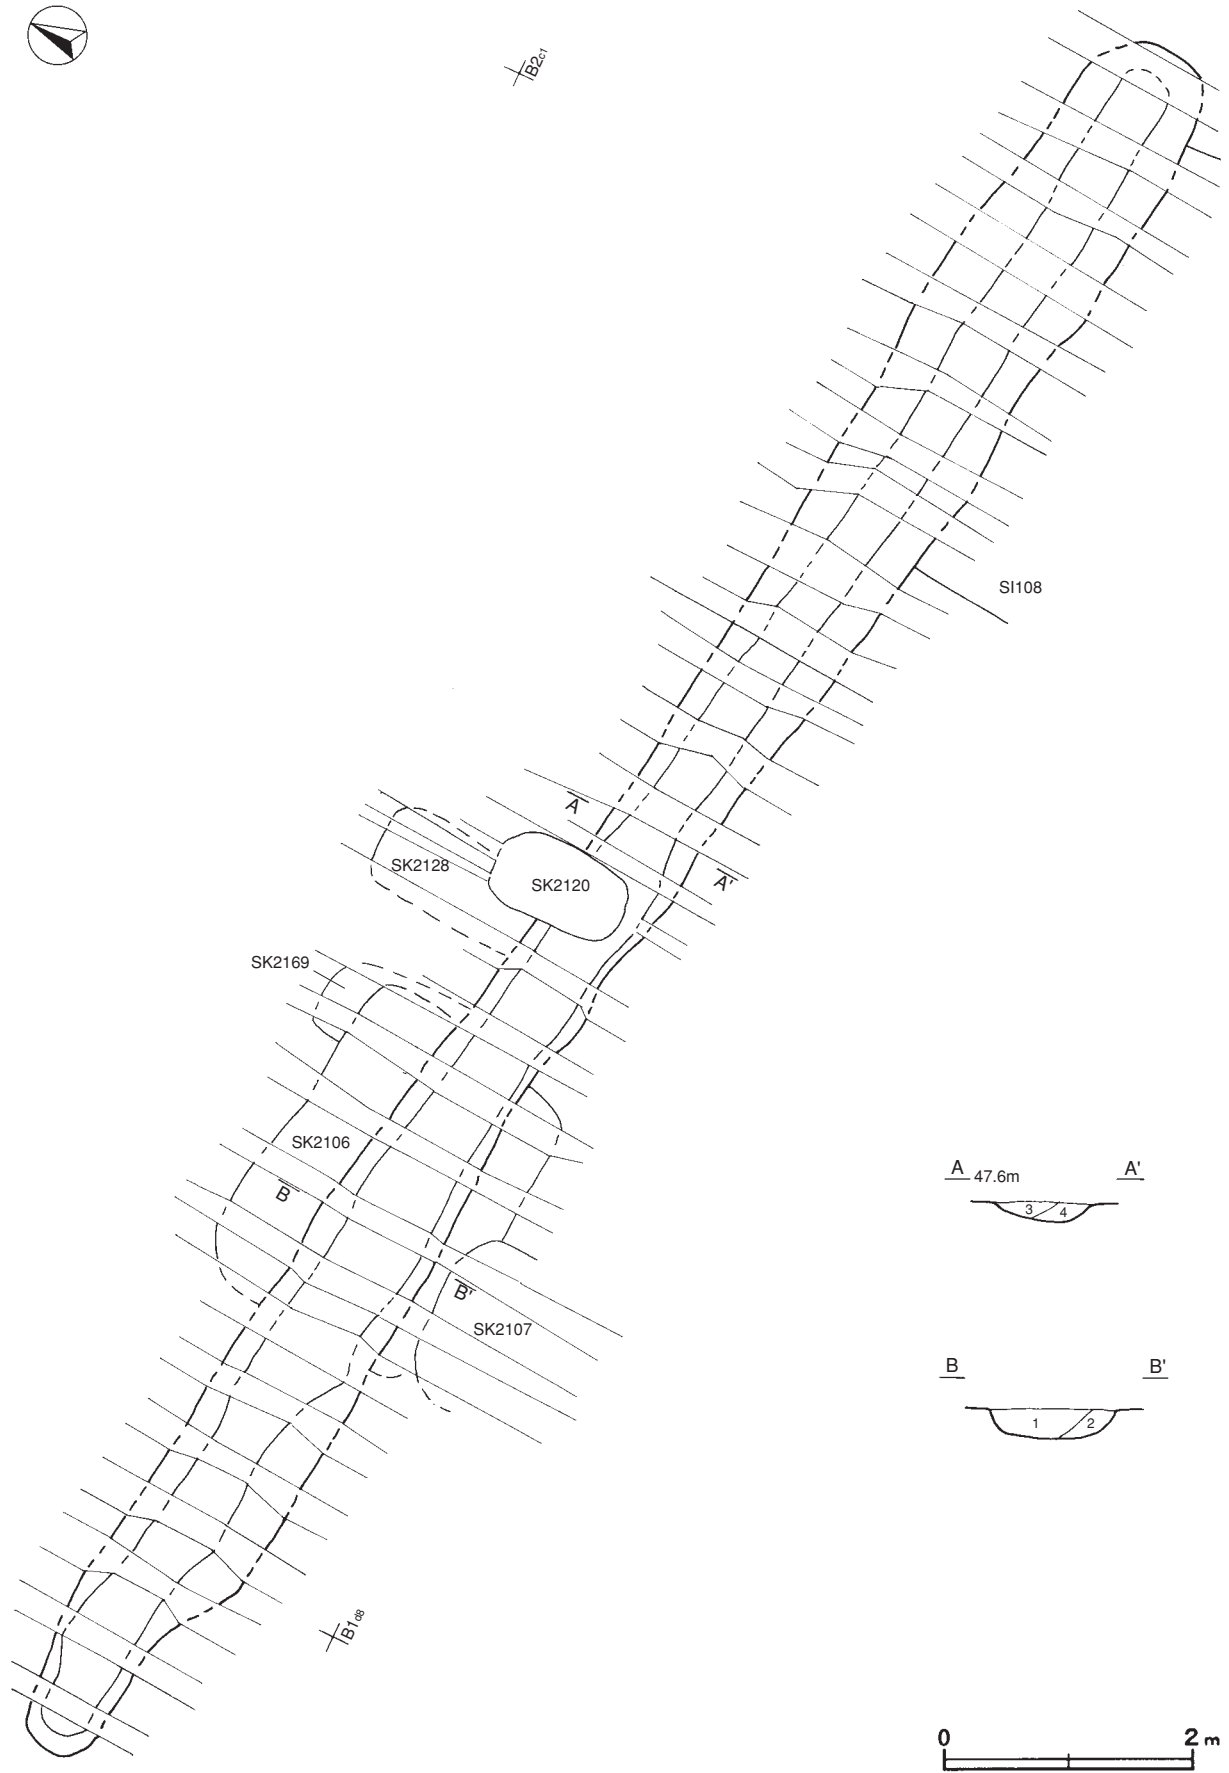 B2c1
SI108
A
SK2128
SK2120
A'
SK2169
SK2106
B
B'
SK2107
A 47.6m A'
3 4
B B'
1 2
B1d8
0 2 m